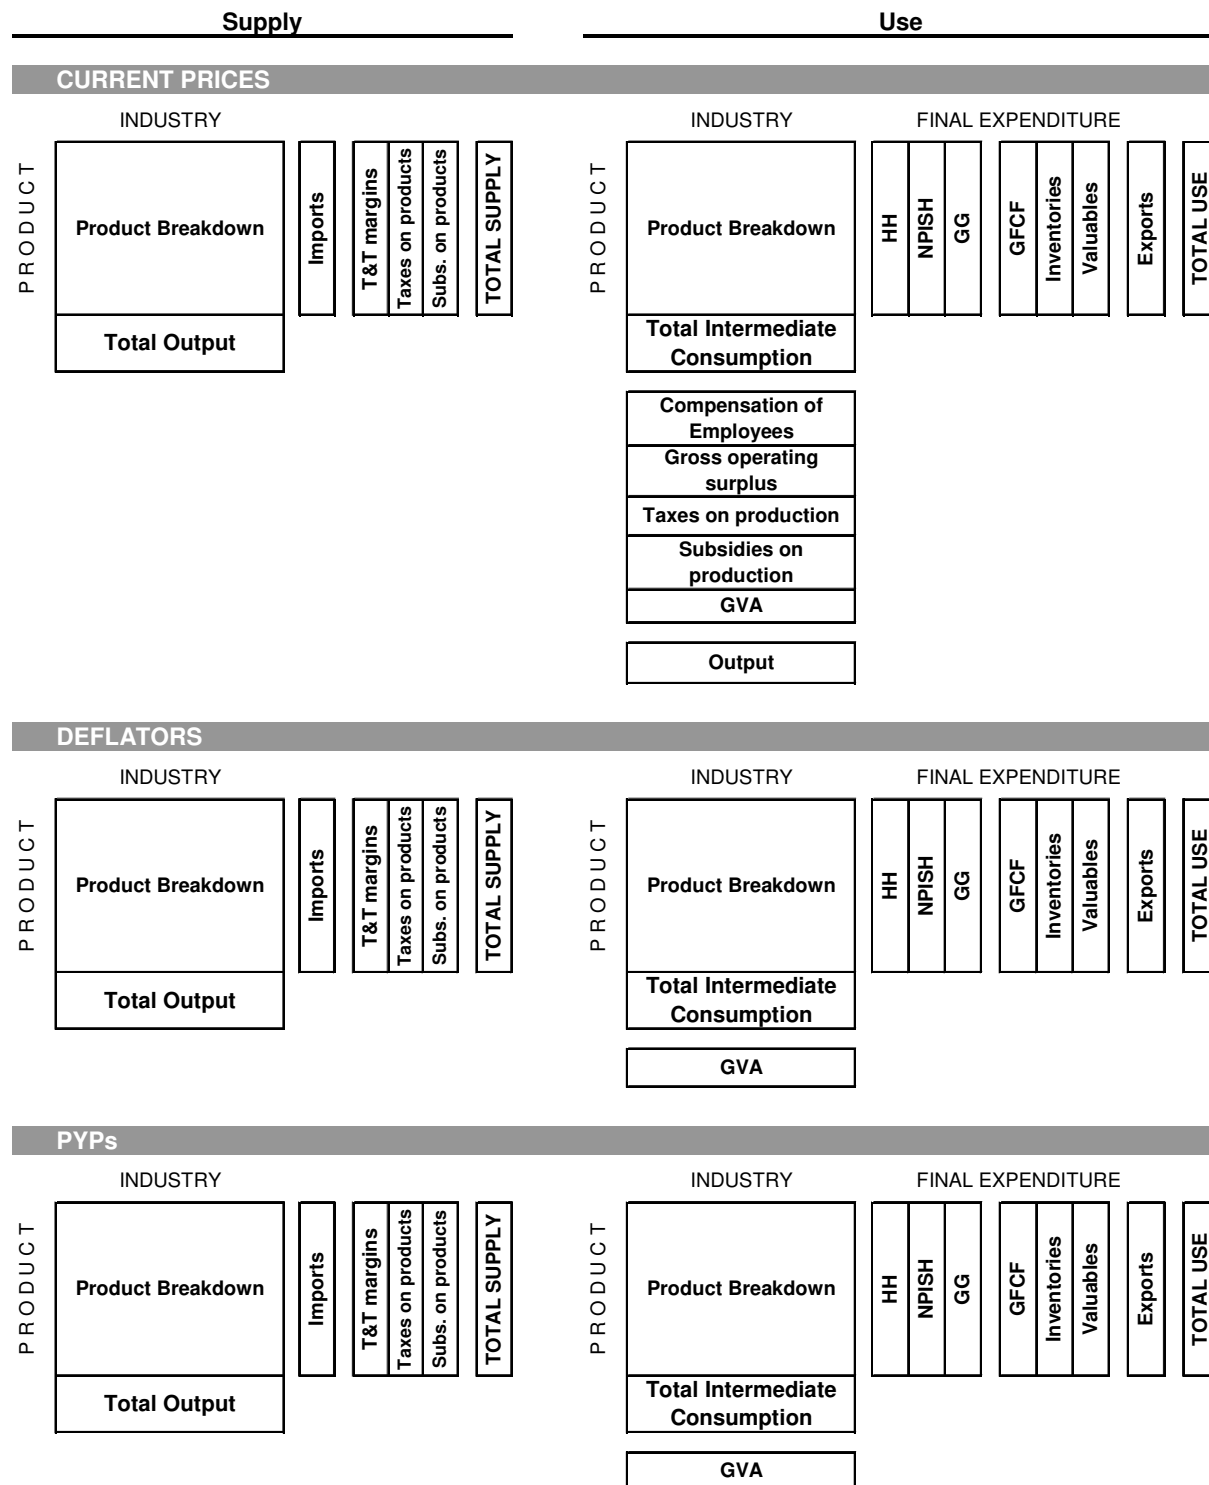 Supply
Use
CURRENT PRICES
INDUSTRY
INDUSTRY
FINAL EXPENDITURE
PRODUCT
Product Breakdown
Imports
T&T margins
Taxes on products
Subs. on products
TOTAL SUPPLY
PRODUCT
Product Breakdown
HH
NPISH
GG
GFCF
Inventories
Valuables
Exports
TOTAL USE
Total Output
Total Intermediate
Consumption
Compensation of
Employees
Gross operating
surplus
Taxes on production
Subsidies on
production
GVA
Output
DEFLATORS
INDUSTRY
INDUSTRY
FINAL EXPENDITURE
PRODUCT
Product Breakdown
Imports
T&T margins
Taxes on products
Subs. on products
TOTAL SUPPLY
PRODUCT
Product Breakdown
HH
NPISH
GG
GFCF
Inventories
Valuables
Exports
TOTAL USE
Total Output
Total Intermediate
Consumption
GVA
PYPs
INDUSTRY
INDUSTRY
FINAL EXPENDITURE
PRODUCT
Product Breakdown
Imports
T&T margins
Taxes on products
Subs. on products
TOTAL SUPPLY
PRODUCT
Product Breakdown
HH
NPISH
GG
GFCF
Inventories
Valuables
Exports
TOTAL USE
Total Output
Total Intermediate
Consumption
GVA